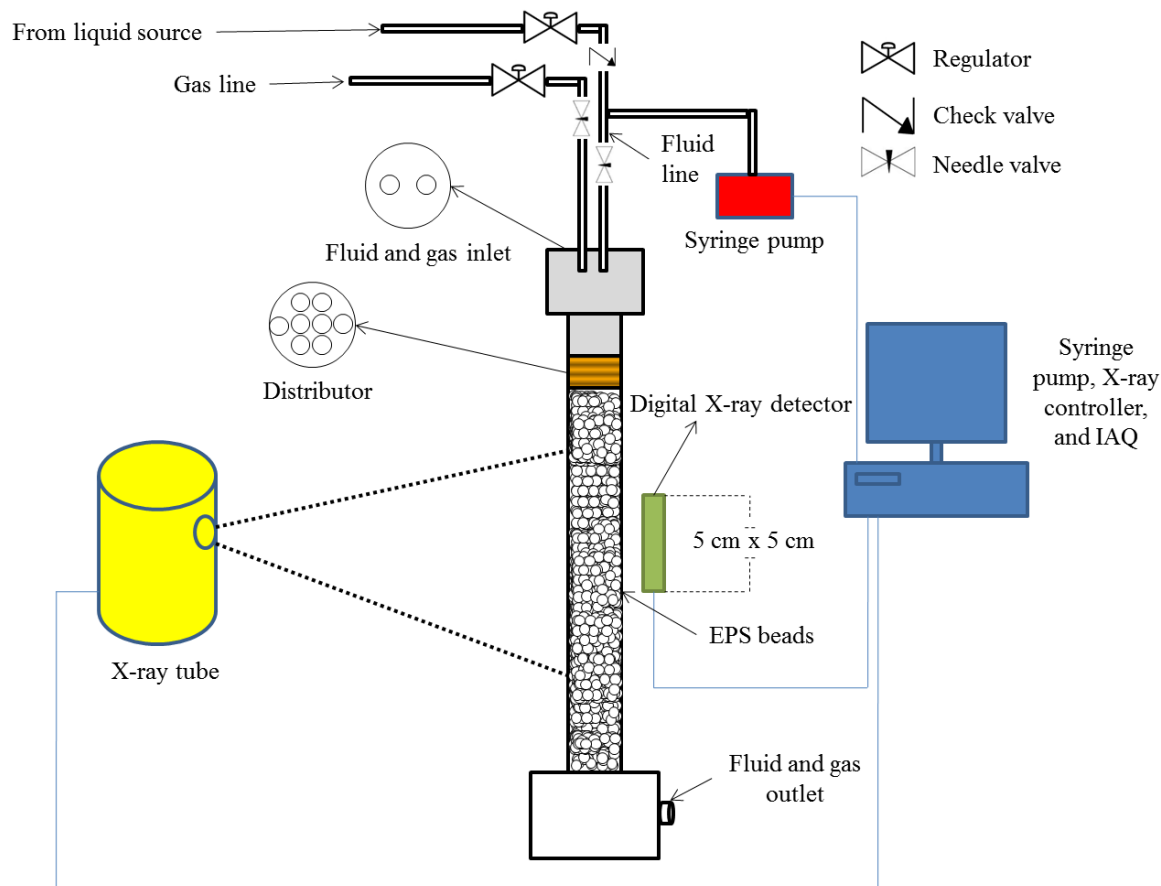 From liquid source
Gas line
Regulator
Check valve
Needle valve
Fluid
line
Syringe pump
Fluid and gas inlet
Distributor
Digital X-ray detector
Syringe
pump, X-ray
controller,
and IAQ
5 cm x 5 cm
EPS beads
X-ray tube
Fluid and gas
outlet